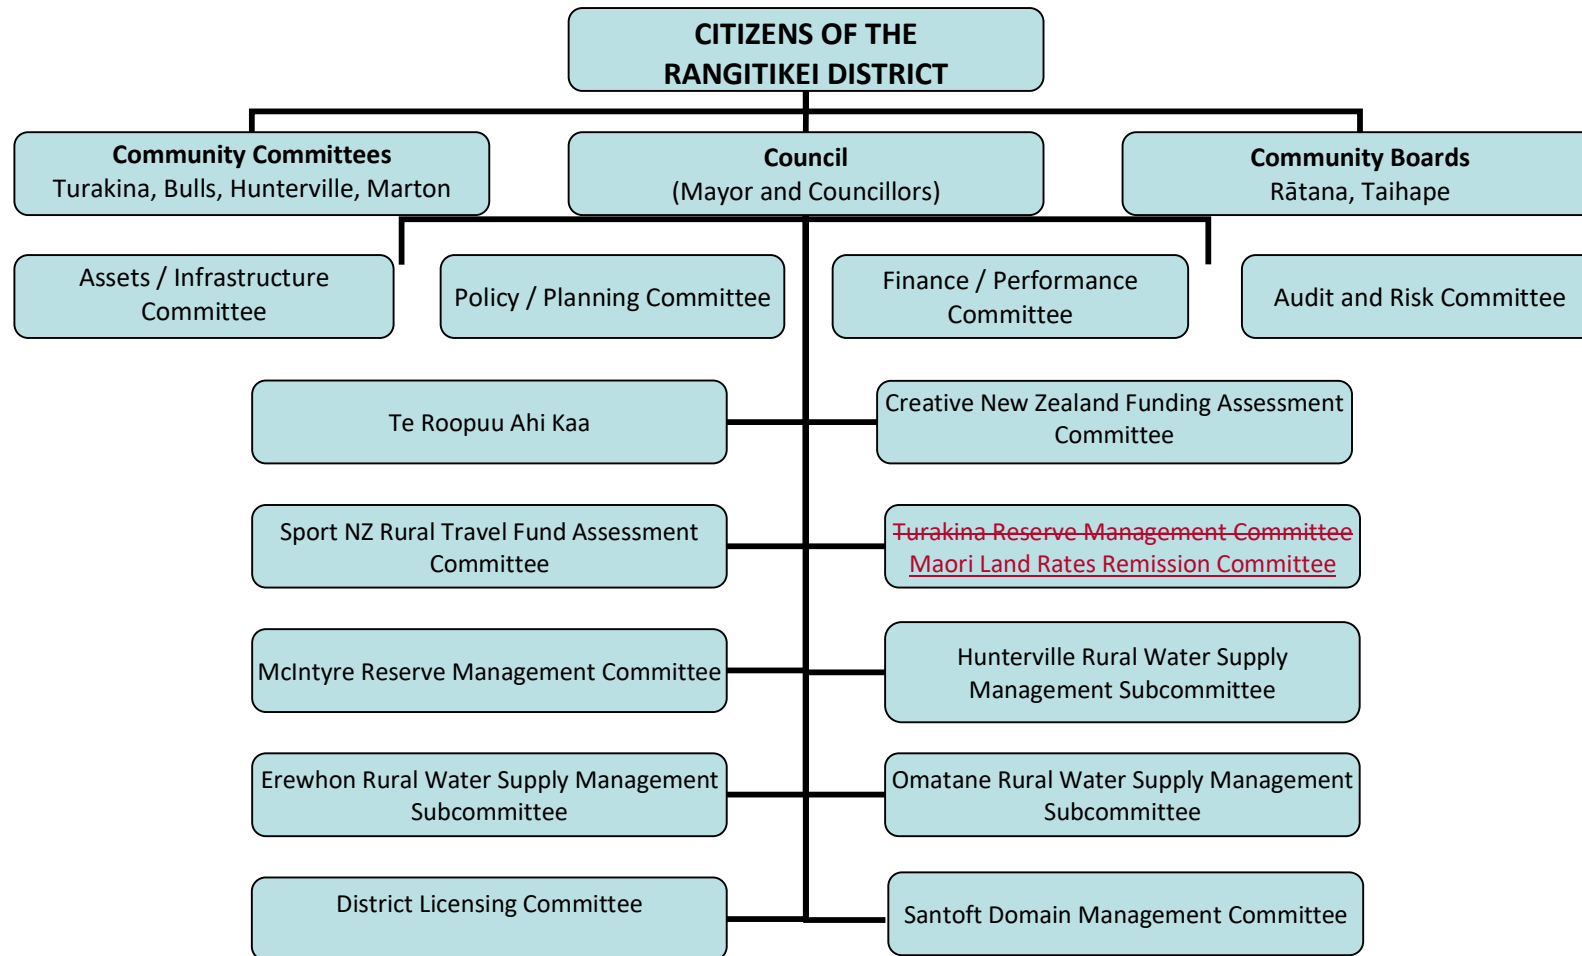 CITIZENS OF THE
RANGITIKEI DISTRICT
Community Committees
Turakina, Bulls, Hunterville, Marton
Council
(Mayor and Councillors)
Community Boards
Rātana, Taihape
Assets / Infrastructure
Committee
Policy / Planning Committee
Finance / Performance
Committee
Audit and Risk Committee
Te Roopuu Ahi Kaa
Creative New Zealand Funding Assessment
Committee
Sport NZ Rural Travel Fund Assessment
Committee
Turakina Reserve Management Committee
Maori Land Rates Remission Committee
McIntyre Reserve Management Committee
Hunterville Rural Water Supply
Management Subcommittee
Erewhon Rural Water Supply Management
Subcommittee
Omatane Rural Water Supply Management
Subcommittee
District Licensing Committee
Santoft Domain Management Committee